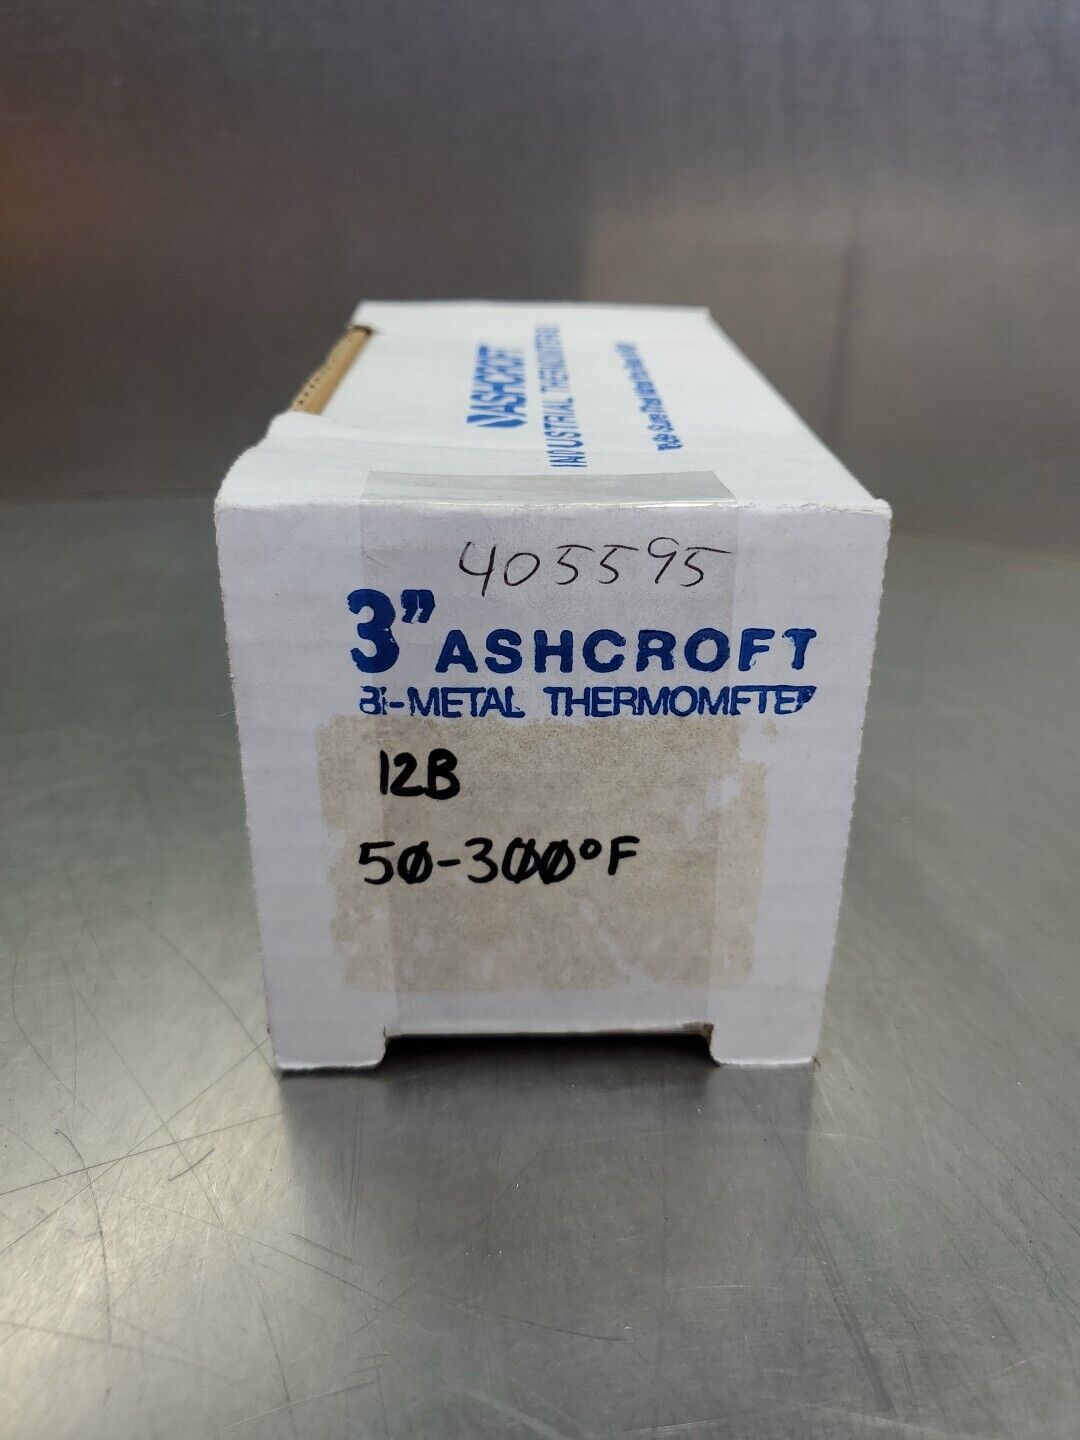 ASHCROFT
INDUSTRIAL THERMOMETERS
405595
3" ASHCROFT
BI-METAL THERMOMETER
12B
50-300°F